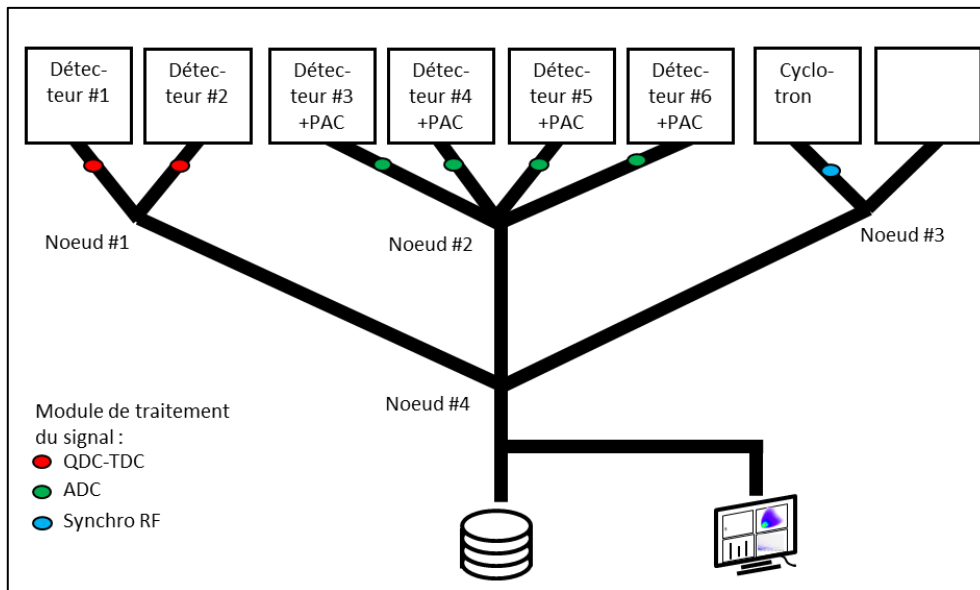 Détec-
teur #1
Détec-
teur #2
Détec-
teur #3
+PAC
Détec-
teur #4
+PAC
Détec-
teur #5
+PAC
Détec-
teur #6
+PAC
Cyclo-
tron
Noeud #1
Noeud #2
Noeud #3
Noeud #4
Module de traitement
du signal :
QDC-TDC
ADC
Synchro RF